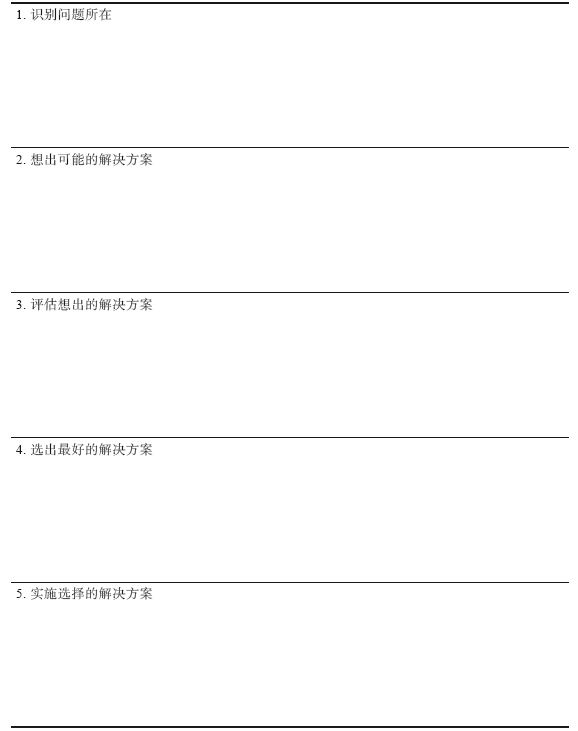 1. 识别问题所在
2. 想出可能的解决方案
3. 评估想出的解决方案
4. 选出最好的解决方案
5. 实施选择的解决方案